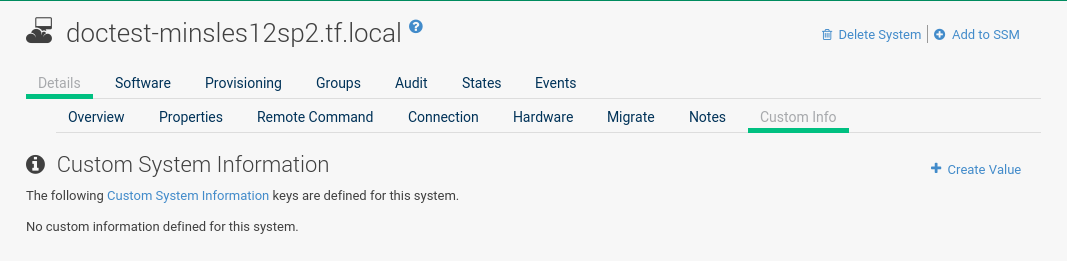 doctest-minsles12sp2.tf.local ?
Delete System | Add to SSM
Details Software Provisioning Groups Audit States Events
Overview Properties Remote Command Connection Hardware Migrate Notes Custom Info
Custom System Information
Create Value
The following Custom System Information keys are defined for this system.
No custom information defined for this system.